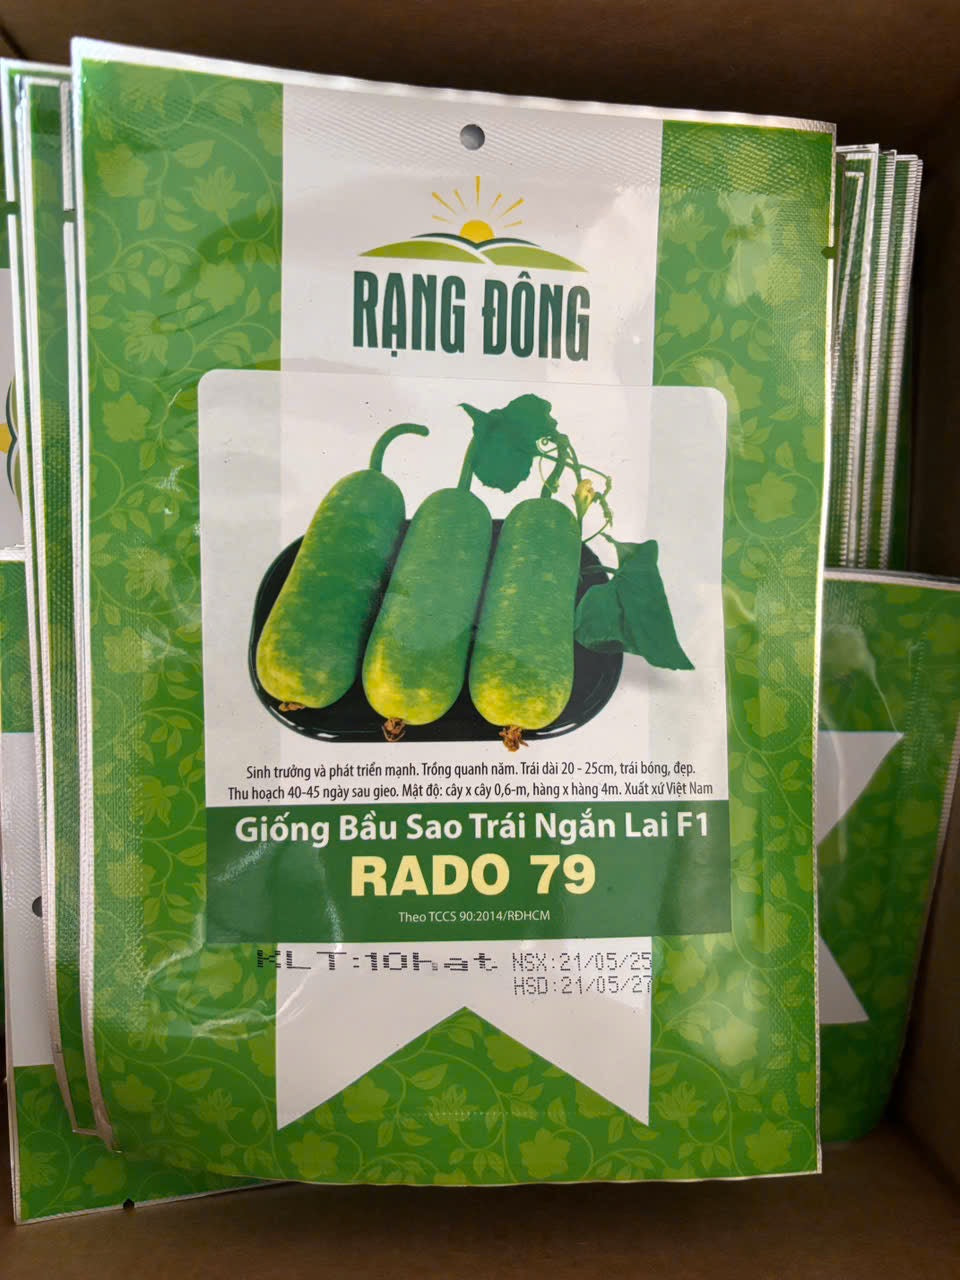 RẠNG ĐÔNG
Sinh trưởng và phát triển mạnh. Trồng quanh năm. Trái dài 20 - 25cm, trái bóng, đẹp.
Thu hoạch 40-45 ngày sau gieo. Mật độ: cây x cây 0,6-m, hàng x hàng 4m. Xuất xứ Việt Nam
Giống Bầu Sao Trái Ngắn Lai F1
RADO 79
Theo TCCS 90:2014/RĐHCM
KLT:10hat NSX:21/05/25
HSD:21/05/27